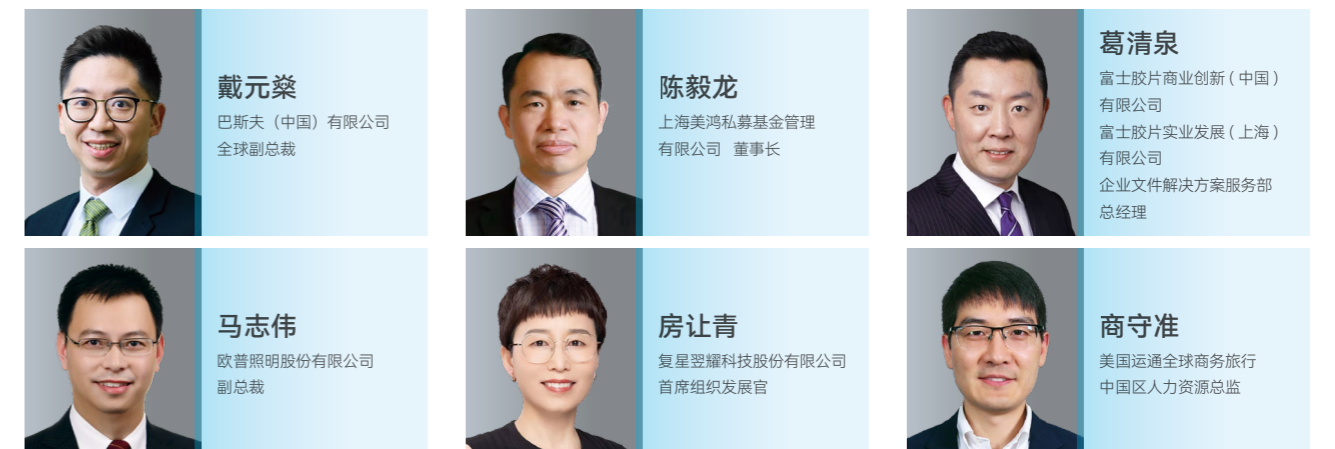 戴元燊
巴斯夫（中国）有限公司
全球副总裁
陈毅龙
上海美鸿私募基金管理
有限公司 董事长
葛清泉
富士胶片商业创新 ( 中国 )
有限公司
富士胶片实业发展 ( 上海 )
有限公司
企业文件解决方案服务部
总经理
马志伟
欧普照明股份有限公司
副总裁
房让青
复星翌耀科技股份有限公司
首席组织发展官
商守准
美国运通全球商务旅行
中国区人力资源总监